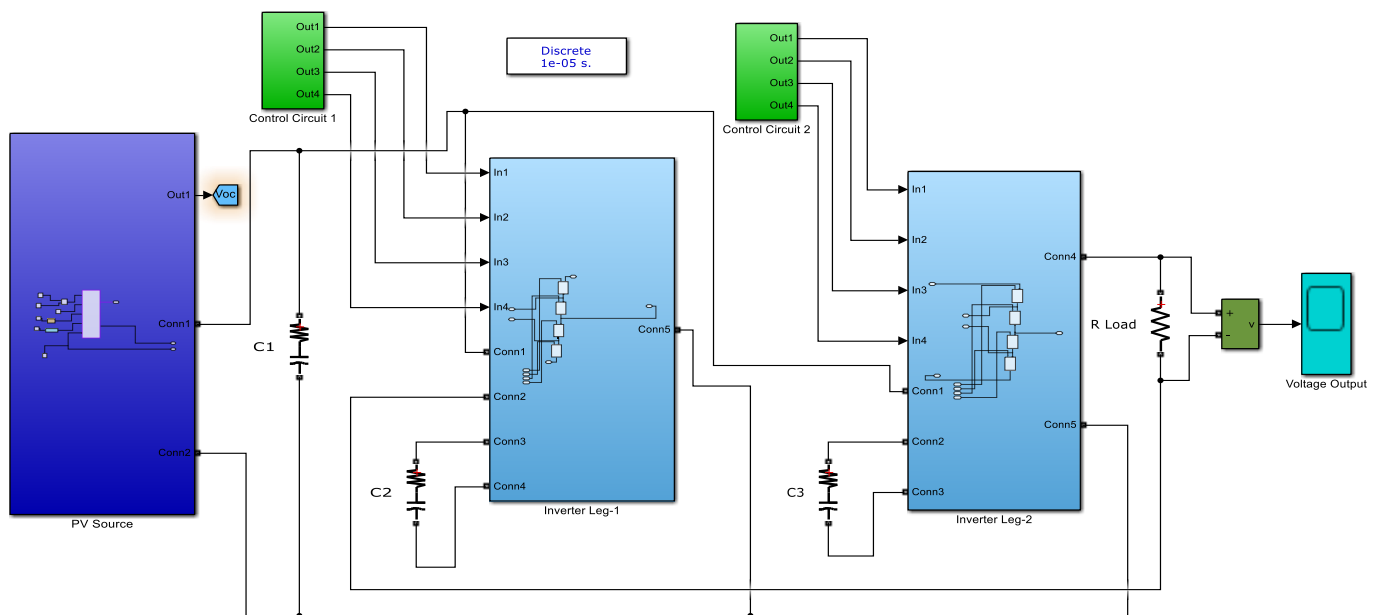 Out1
Out2
Out3
Out4
Control Circuit 1
Discrete
1e-05 s.
Out1
Out2
Out3
Out4
Control Circuit 2
Out1
Voc
Conn1
Conn2
PV Source
C1
In1
In2
In3
In4
Conn1
Conn2
Conn3
Conn4
Conn5
Inverter Leg-1
C2
In1
In2
In3
In4
Conn1
Conn2
Conn3
Conn4
Conn5
Inverter Leg-2
C3
R Load
+
-
v
Voltage Output